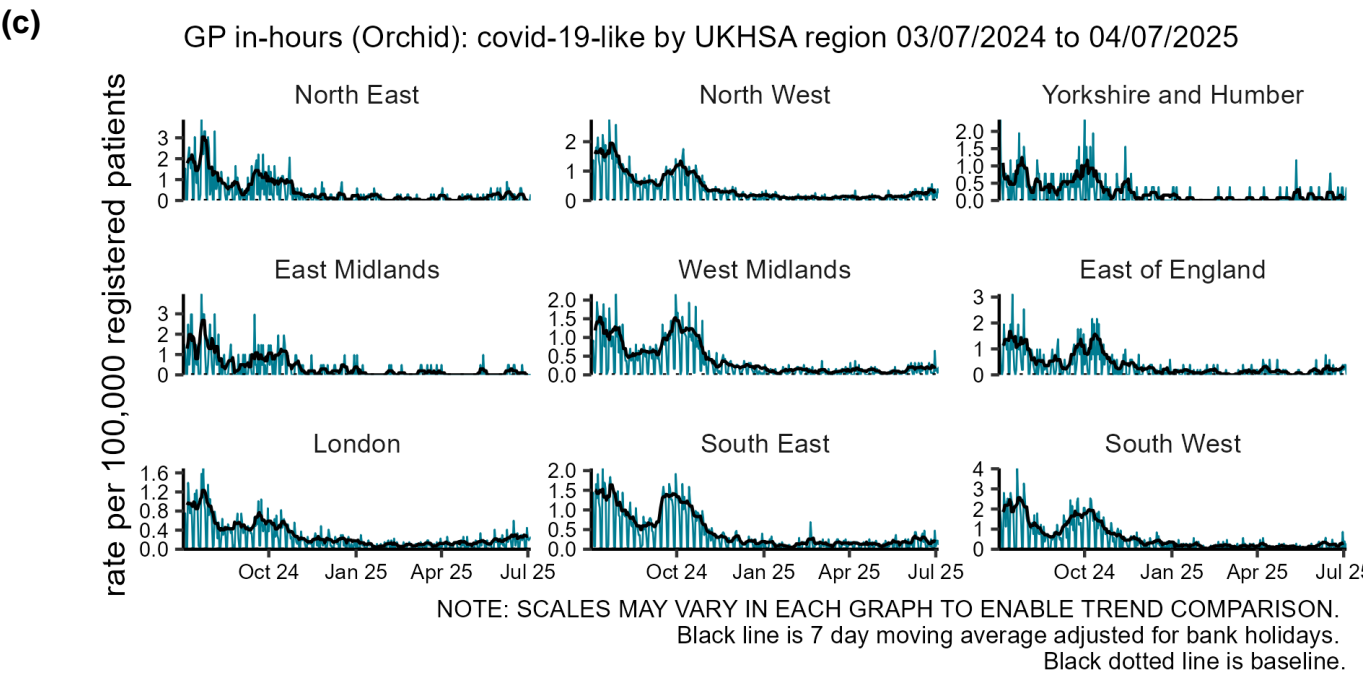 (c)
GP in-hours (Orchid): covid-19-like by UKHSA region 03/07/2024 to 04/07/2025
rate per 100,000 registered patients
North East
3
2
1
0
North West
2
1
0
Yorkshire and Humber
2.0
1.5
1.0
0.5
0.0
East Midlands
3
2
1
0
West Midlands
2.0
1.5
1.0
0.5
0.0
East of England
3
2
1
0
London
1.6
1.2
0.8
0.4
0.0
Oct 24 Jan 25 Apr 25 Jul 25
South East
2.0
1.5
1.0
0.5
0.0
Oct 24 Jan 25 Apr 25 Jul 25
South West
4
3
2
1
0
Oct 24 Jan 25 Apr 25 Jul 25
NOTE: SCALES MAY VARY IN EACH GRAPH TO ENABLE TREND COMPARISON.
Black line is 7 day moving average adjusted for bank holidays.
Black dotted line is baseline.